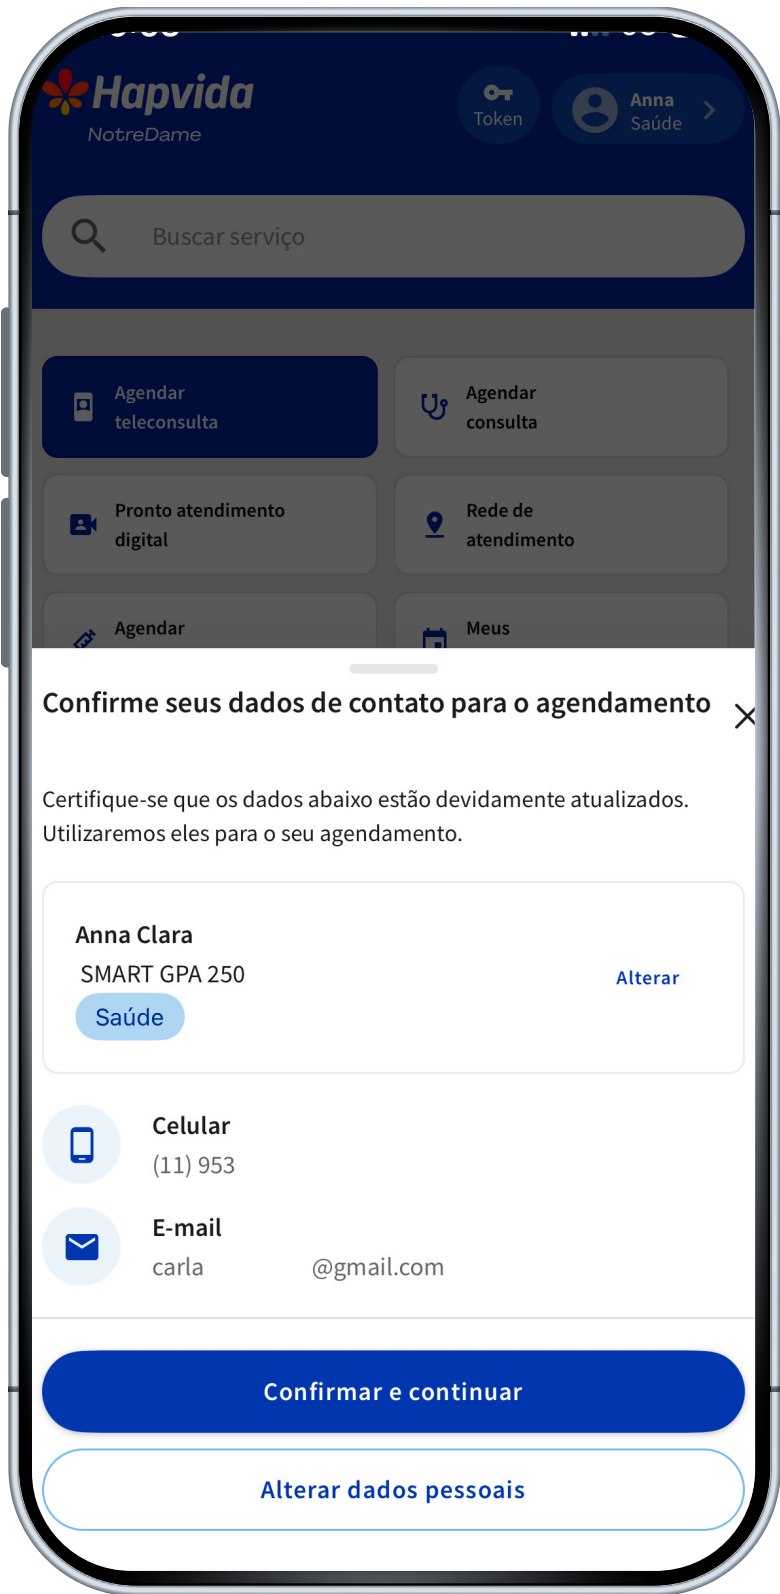 Hapvida
NotreDame
Token
Anna
Saúde
Buscar serviço
Agendar
teleconsulta
Agendar
consulta
Pronto atendimento
digital
Rede de
atendimento
Agendar
Meus
Confirme seus dados de contato para o agendamento
Certifique-se que os dados abaixo estão devidamente atualizados.
Utilizaremos eles para o seu agendamento.
Anna Clara
SMART GPA 250
Alterar
Saúde
Celular
(11) 953
E-mail
carla @gmail.com
Confirmar e continuar
Alterar dados pessoais